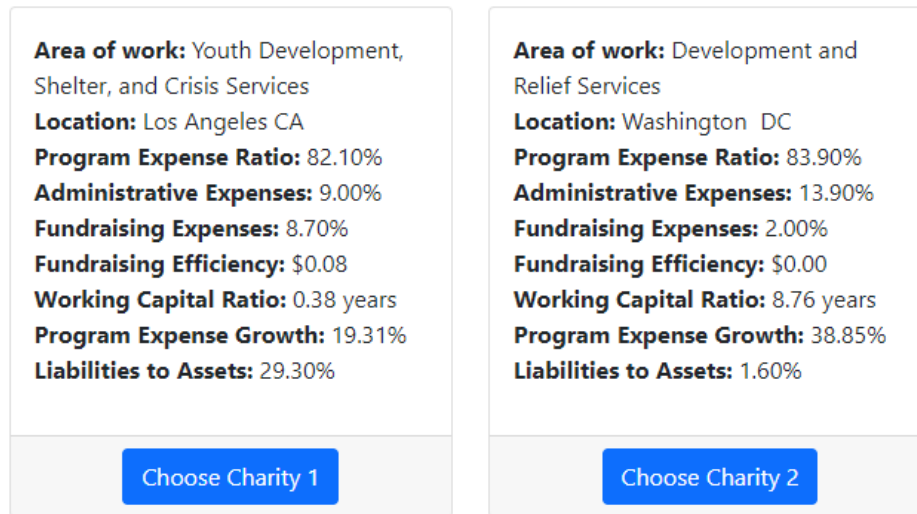 Area of work: Youth Development,
Shelter, and Crisis Services
Location: Los Angeles CA
Program Expense Ratio: 82.10%
Administrative Expenses: 9.00%
Fundraising Expenses: 8.70%
Fundraising Efficiency: $0.08
Working Capital Ratio: 0.38 years
Program Expense Growth: 19.31%
Liabilities to Assets: 29.30%
Choose Charity 1
Area of work: Development and
Relief Services
Location: Washington  DC
Program Expense Ratio: 83.90%
Administrative Expenses: 13.90%
Fundraising Expenses: 2.00%
Fundraising Efficiency: $0.00
Working Capital Ratio: 8.76 years
Program Expense Growth: 38.85%
Liabilities to Assets: 1.60%
Choose Charity 2